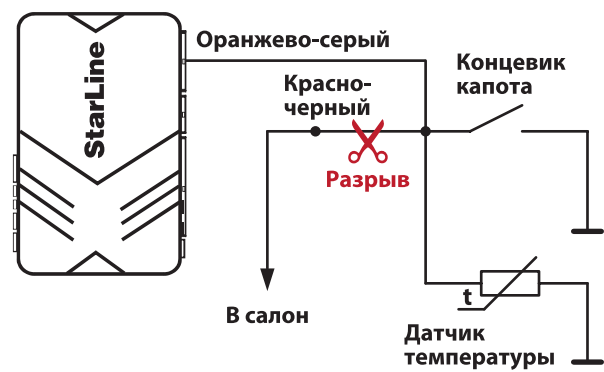 StarLine
Оранжево-серый
Красно-
черный
Разрыв
Концевик
капота
В салон
t
Датчик
температуры